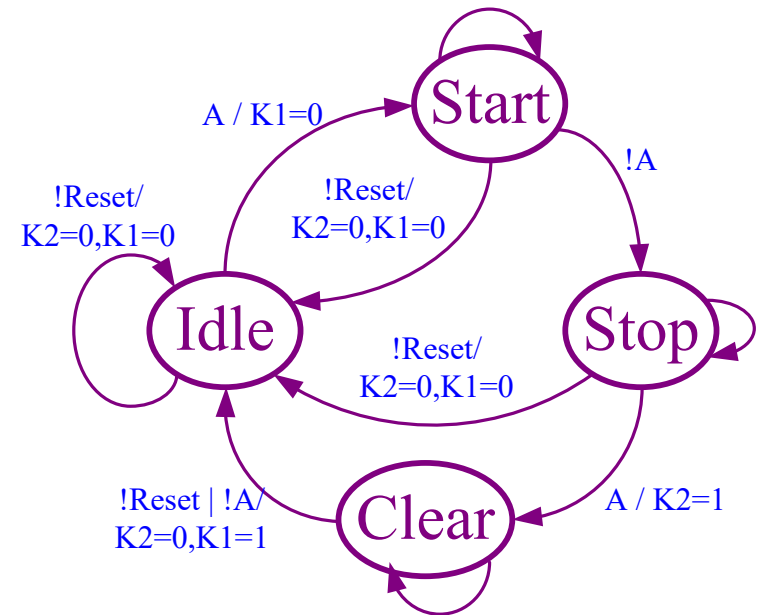 Start
A / K1=0
!A
!Reset/
K2=0,K1=0
!Reset/
K2=0,K1=0
Idle
Stop
!Reset/
K2=0,K1=0
!Reset | !A/
K2=0,K1=1
Clear
A / K2=1